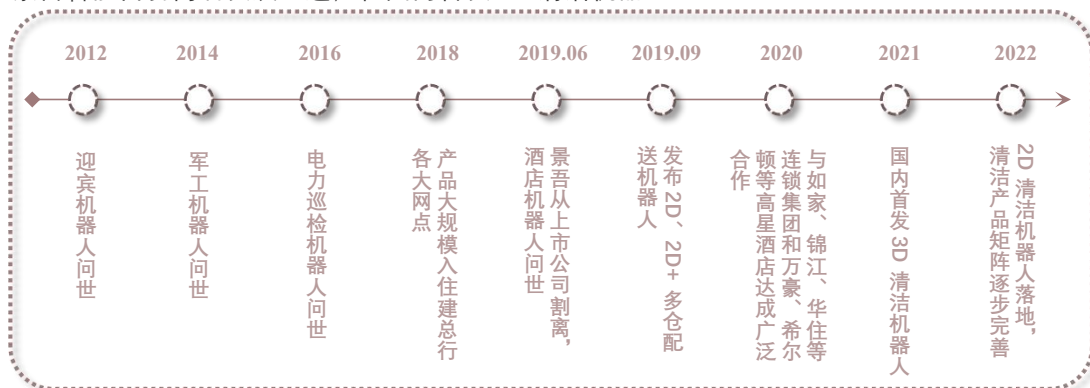 2012
2014
2016
2018
2019.06
2019.09
2020
2021
2022
迎宾机器人问世
军工机器人问世
电力巡检机器人问世
产品大规模入住建总行
各大网点
景吾从上市公司割离，
酒店机器人问世
发布 2D、2D+ 多仓配
送机器人
与如家、锦江、华住等
连锁集团和万豪、希尔
顿等高星酒店达成广泛
合作
国内首发 3D 清洁机器人
2D 清洁机器人落地，
清洁产品矩阵逐步完善